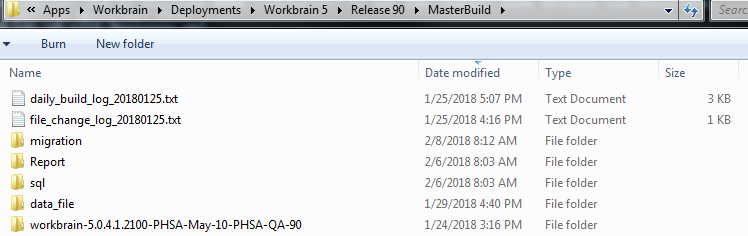 Apps Workbrain Deployments Workbrain 5 Release 90 MasterBuild Searc
Burn New folder
Name Date modified Type Size
daily_build_log_20180125.txt 1/25/2018 5:07 PM Text Document 3 KB
file_change_log_20180125.txt 1/25/2018 4:16 PM Text Document 1 KB
migration 2/8/2018 8:12 AM File folder
Report 2/6/2018 8:03 AM File folder
sql 2/6/2018 8:03 AM File folder
data_file 1/29/2018 4:40 PM File folder
workbrain-5.0.4.1.2100-PHSA-May-10-PHSA-QA-90 1/24/2018 3:16 PM File folder